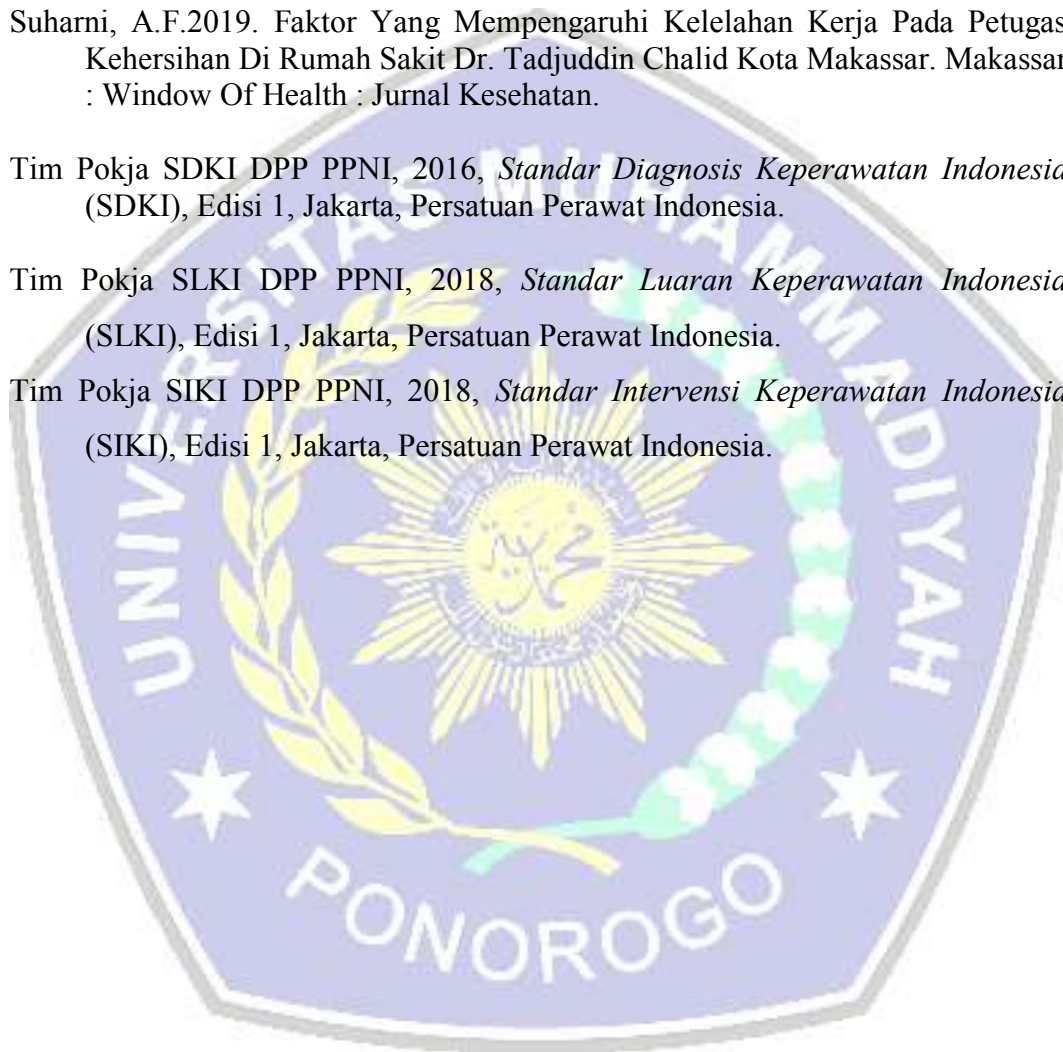 Suharni, A.F.2019. Faktor Yang Mempengaruhi Kelelahan Kerja Pada Petugas
Kehersihan Di Rumah Sakit Dr. Tadjuddin Chalid Kota Makassar. Makassar
: Window Of Health : Jurnal Kesehatan.
Tim Pokja SDKI DPP PPNI, 2016, Standar Diagnosis Keperawatan Indonesia
(SDKI), Edisi 1, Jakarta, Persatuan Perawat Indonesia.
Tim Pokja SLKI DPP PPNI, 2018, Standar Luaran Keperawatan Indonesia
(SLKI), Edisi 1, Jakarta, Persatuan Perawat Indonesia.
Tim Pokja SIKI DPP PPNI, 2018, Standar Intervensi Keperawatan Indonesia
(SIKI), Edisi 1, Jakarta, Persatuan Perawat Indonesia.
UNIVERSITAS MUHAMMADIYAH
PONOROGO